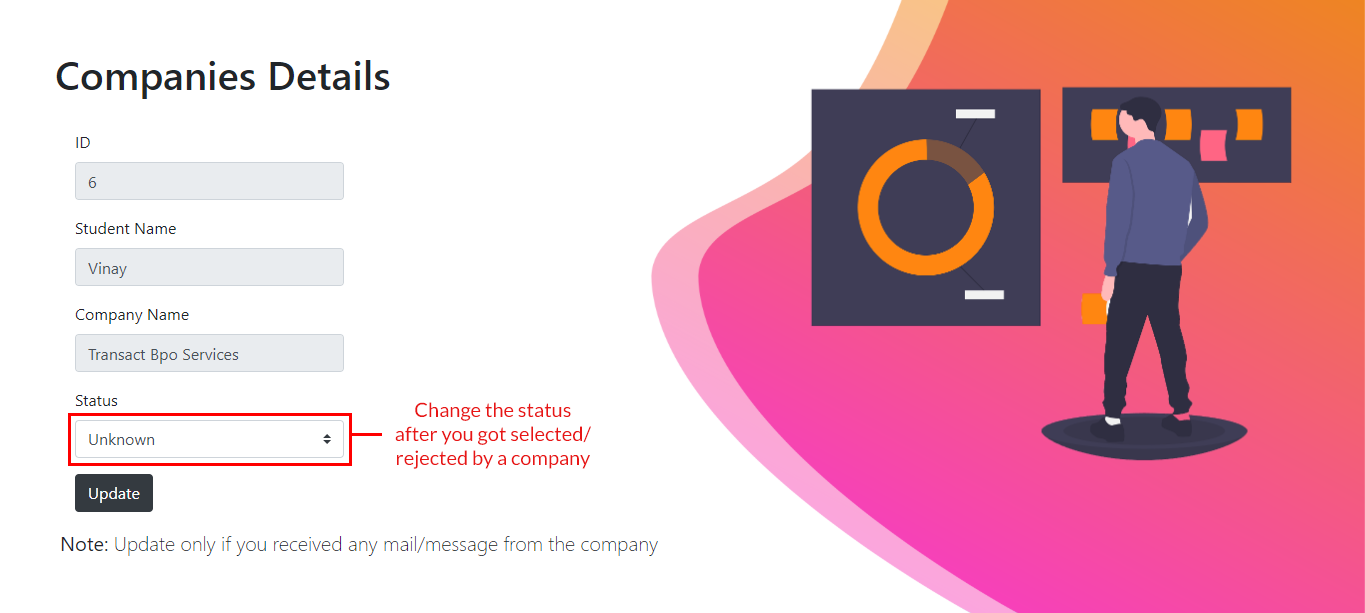 Companies Details
ID
6
Student Name
Vinay
Company Name
Transact Bpo Services
Status
Unknown
Change the status
after you got selected/
rejected by a company
Update
Note: Update only if you received any mail/message from the company